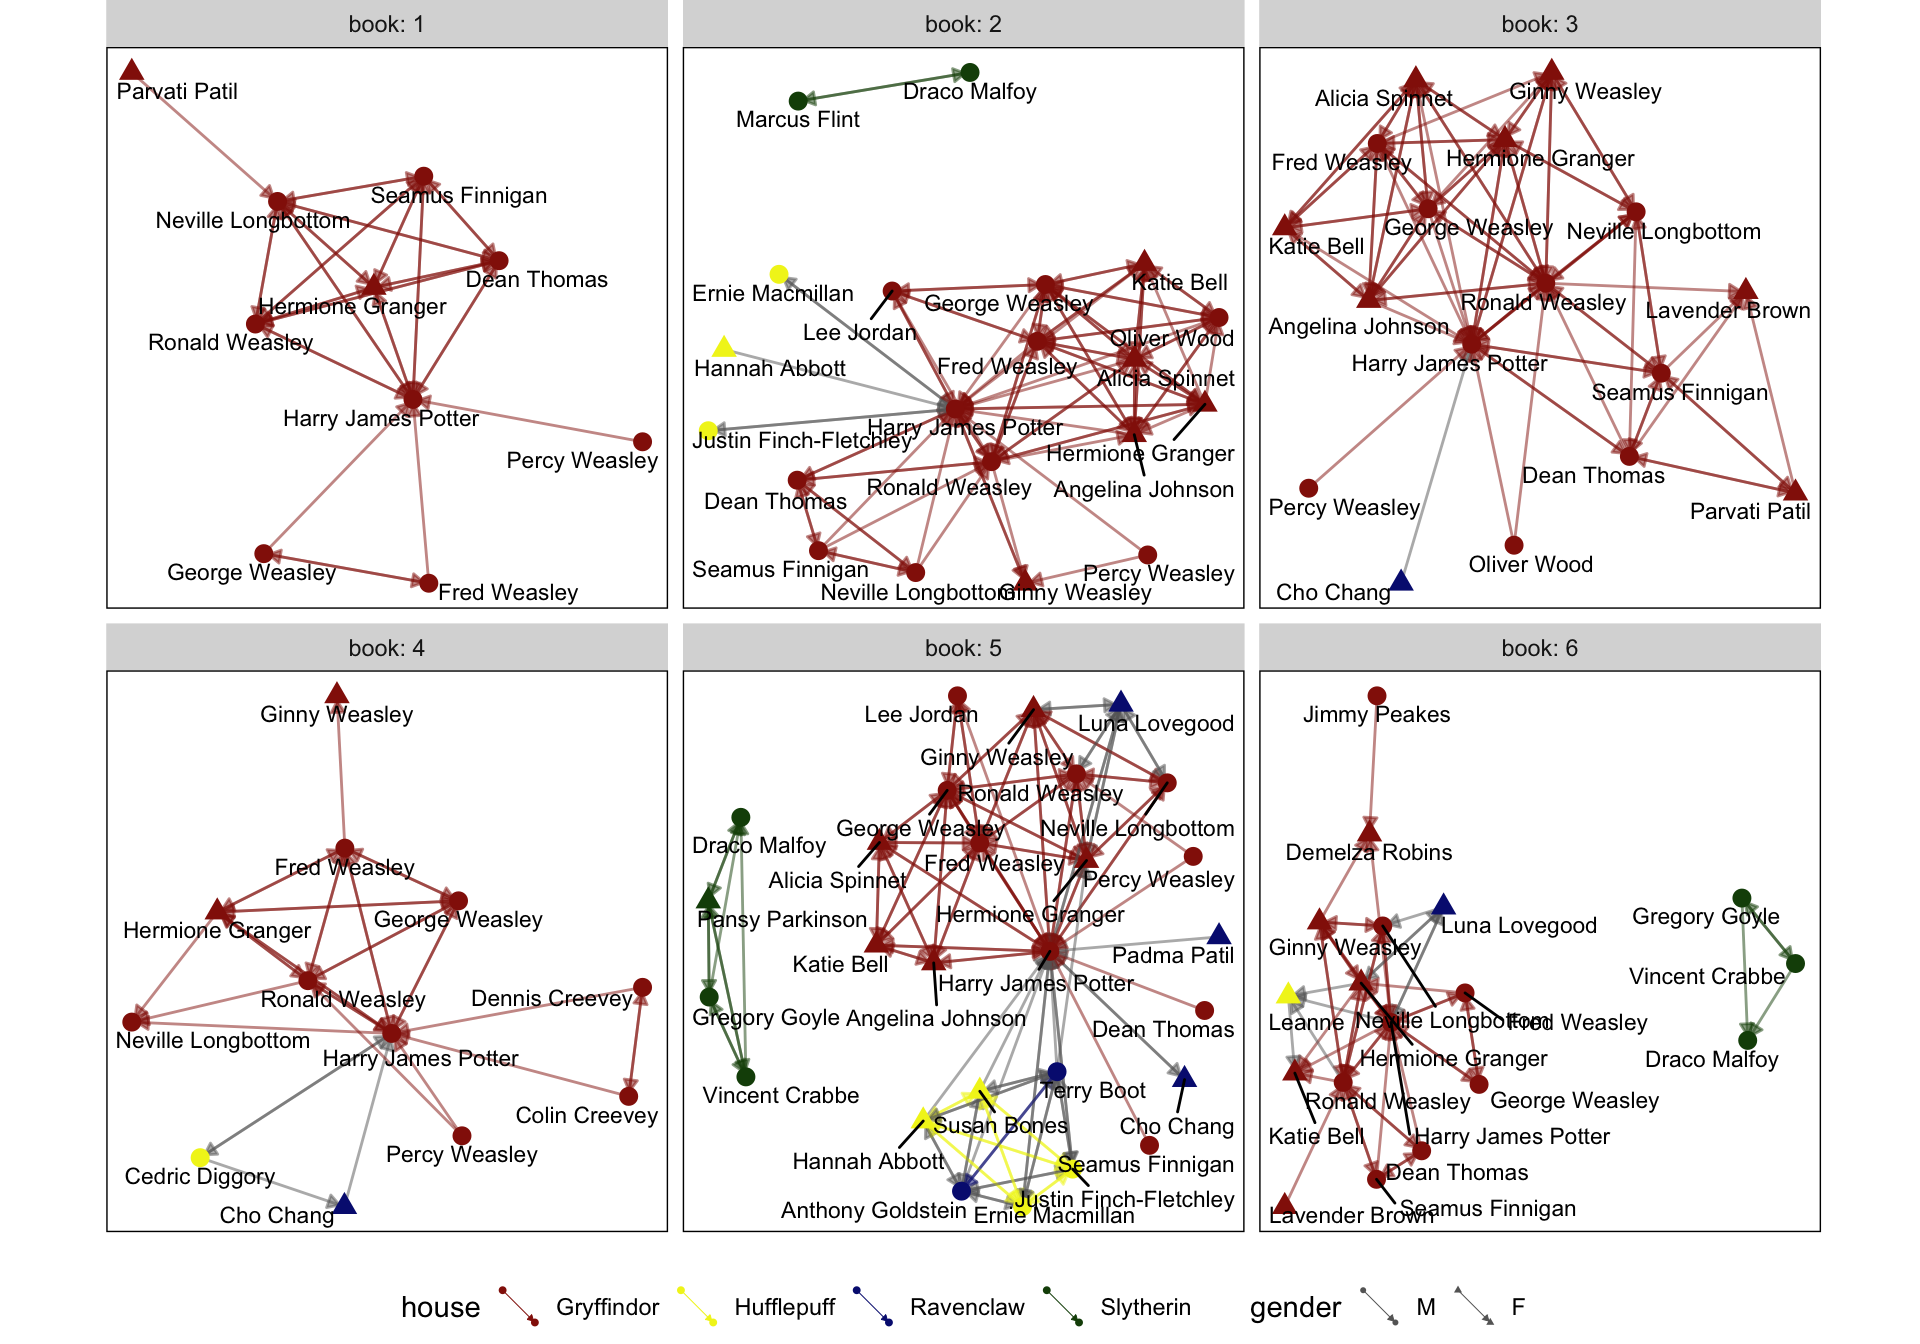 book: 1
Parvati Patil
Seamus Finnigan
Neville Longbottom
Dean Thomas
Hermione Granger
Ronald Weasley
Harry James Potter
Percy Weasley
George Weasley
Fred Weasley
book: 2
Draco Malfoy
Marcus Flint
Katie Bell
Ernie Macmillan
George Weasley
Lee Jordan
Oliver Wood
Hannah Abbott
Fred Weasley
Alicia Spinnet
Harry James Potter
Justin Finch-Fletchley
Hermione Granger
Ronald Weasley
Angelina Johnson
Dean Thomas
Seamus Finnigan
Percy Weasley
Neville Longbottom
Ginny Weasley
book: 3
Alicia Spinnet
Ginny Weasley
Fred Weasley
Hermione Granger
George Weasley
Neville Longbottom
Katie Bell
Ronald Weasley
Lavender Brown
Angelina Johnson
Harry James Potter
Seamus Finnigan
Dean Thomas
Percy Weasley
Parvati Patil
Oliver Wood
Cho Chang
book: 4
Ginny Weasley
Fred Weasley
George Weasley
Hermione Granger
Ronald Weasley
Dennis Creevey
Neville Longbottom
Harry James Potter
Colin Creevey
Percy Weasley
Cedric Diggory
Cho Chang
book: 5
Lee Jordan
Luna Lovegood
Ginny Weasley
Ronald Weasley
George Weasley
Neville Longbottom
Draco Malfoy
Fred Weasley
Alicia Spinnet
Percy Weasley
Pansy Parkinson
Hermione Granger
Padma Patil
Katie Bell
Harry James Potter
Gregory Goyle
Angelina Johnson
Dean Thomas
Vincent Crabbe
Terry Boot
Susan Bones
Cho Chang
Hannah Abbott
Seamus Finnigan
Justin Finch-Fletchley
Anthony Goldstein
Ernie Macmillan
book: 6
Jimmy Peakes
Demelza Robins
Gregory Goyle
Luna Lovegood
Ginny Weasley
Vincent Crabbe
Leanne
Neville Longbottom
Fred Weasley
Hermione Granger
Draco Malfoy
Ronald Weasley
George Weasley
Katie Bell
Harry James Potter
Dean Thomas
Seamus Finnigan
Lavender Brown
house
Gryffindor
Hufflepuff
Ravenclaw
Slytherin
gender
M
F